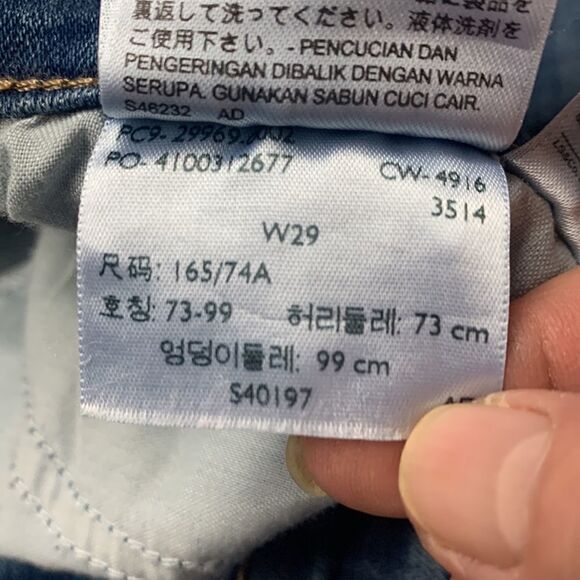 裏返して洗ってください。液体洗剤を
ご使用下さい。- PENCUCIAN DAN
PENGERINGAN DIBALIK DENGAN WARNA
SERUPA. GUNAKAN SABUN CUCI CAIR.
S46232 AD
PO- 4100312677
CW- 4916
3514
W29
尺码: 165/74A
호칭: 73-99 허리둘레: 73 cm
엉덩이둘레: 99 cm
S40197